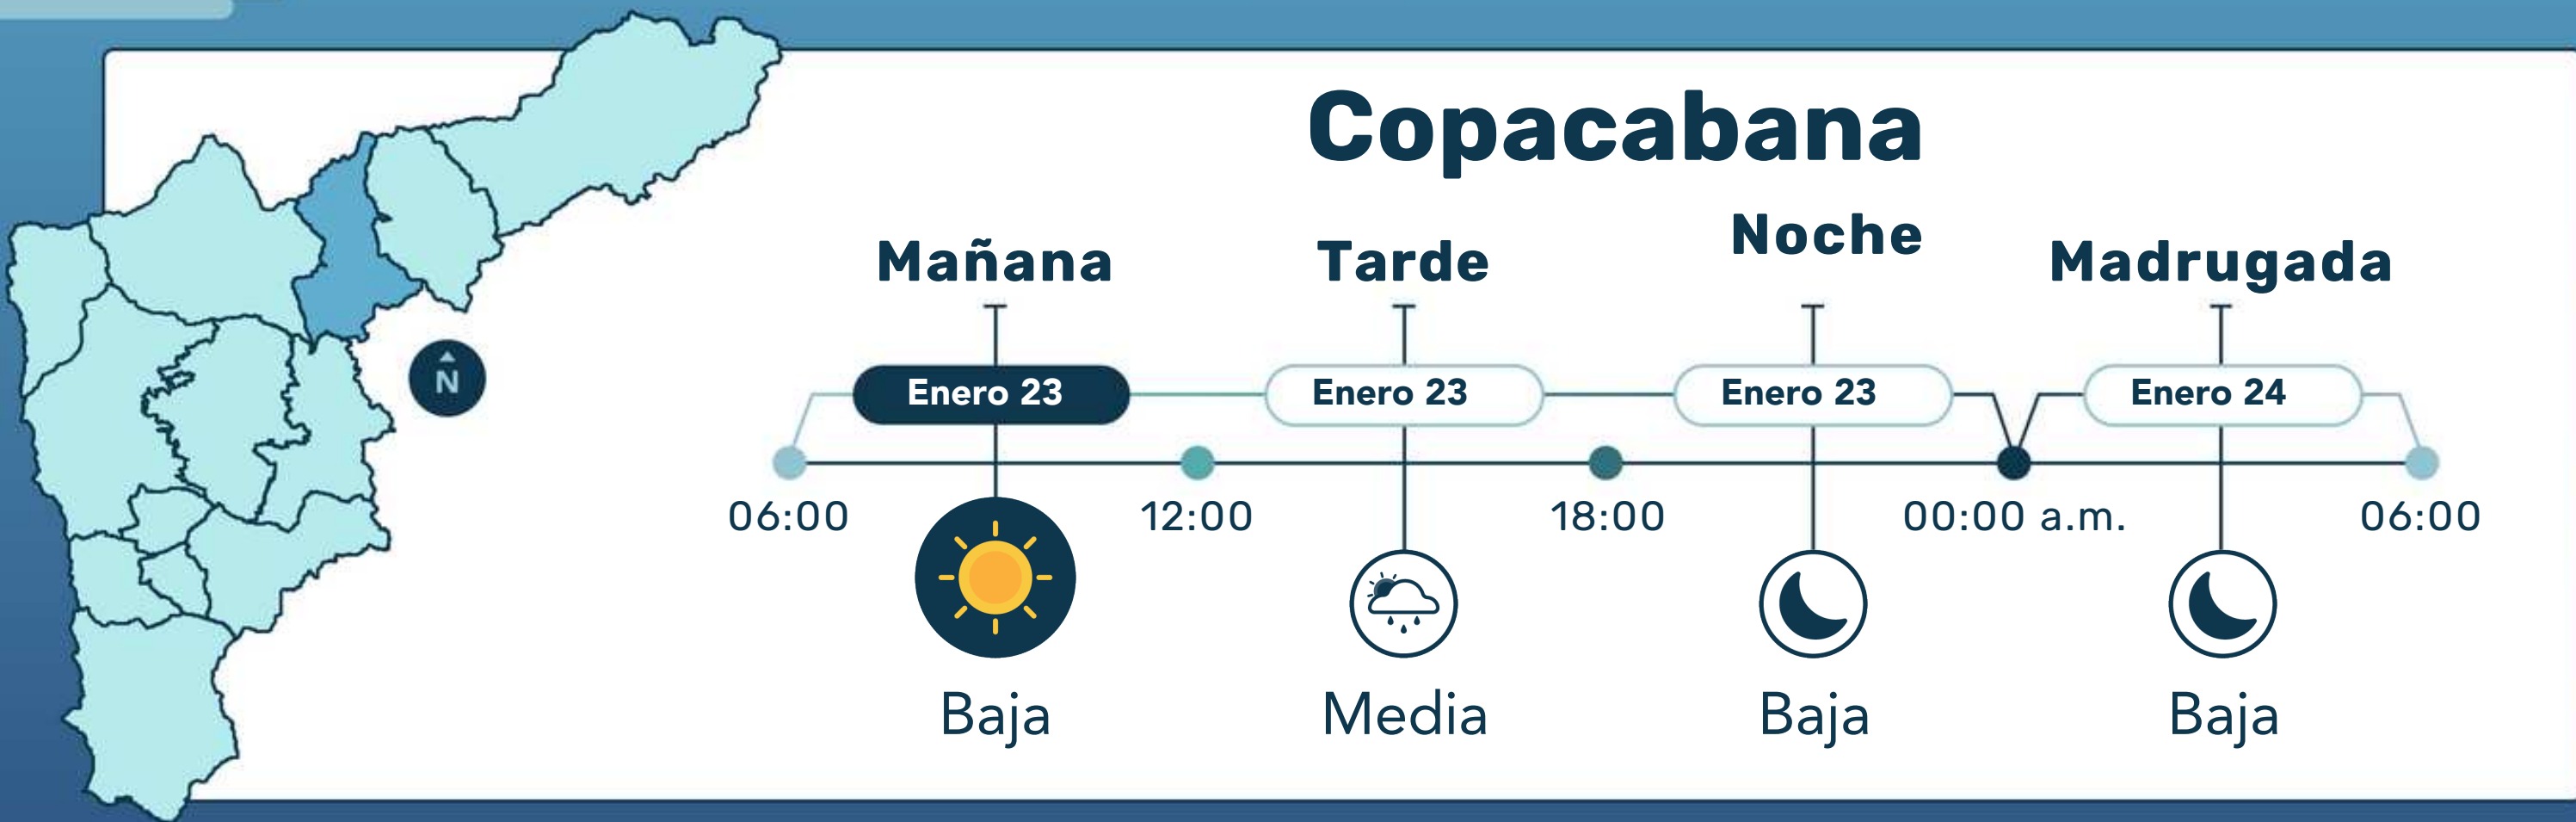 Copacabana
Mañana Tarde Noche Madrugada
Enero 23 Enero 23 Enero 23 Enero 24
N
06:00 12:00 18:00 00:00 a.m. 06:00
Baja Media Baja Baja